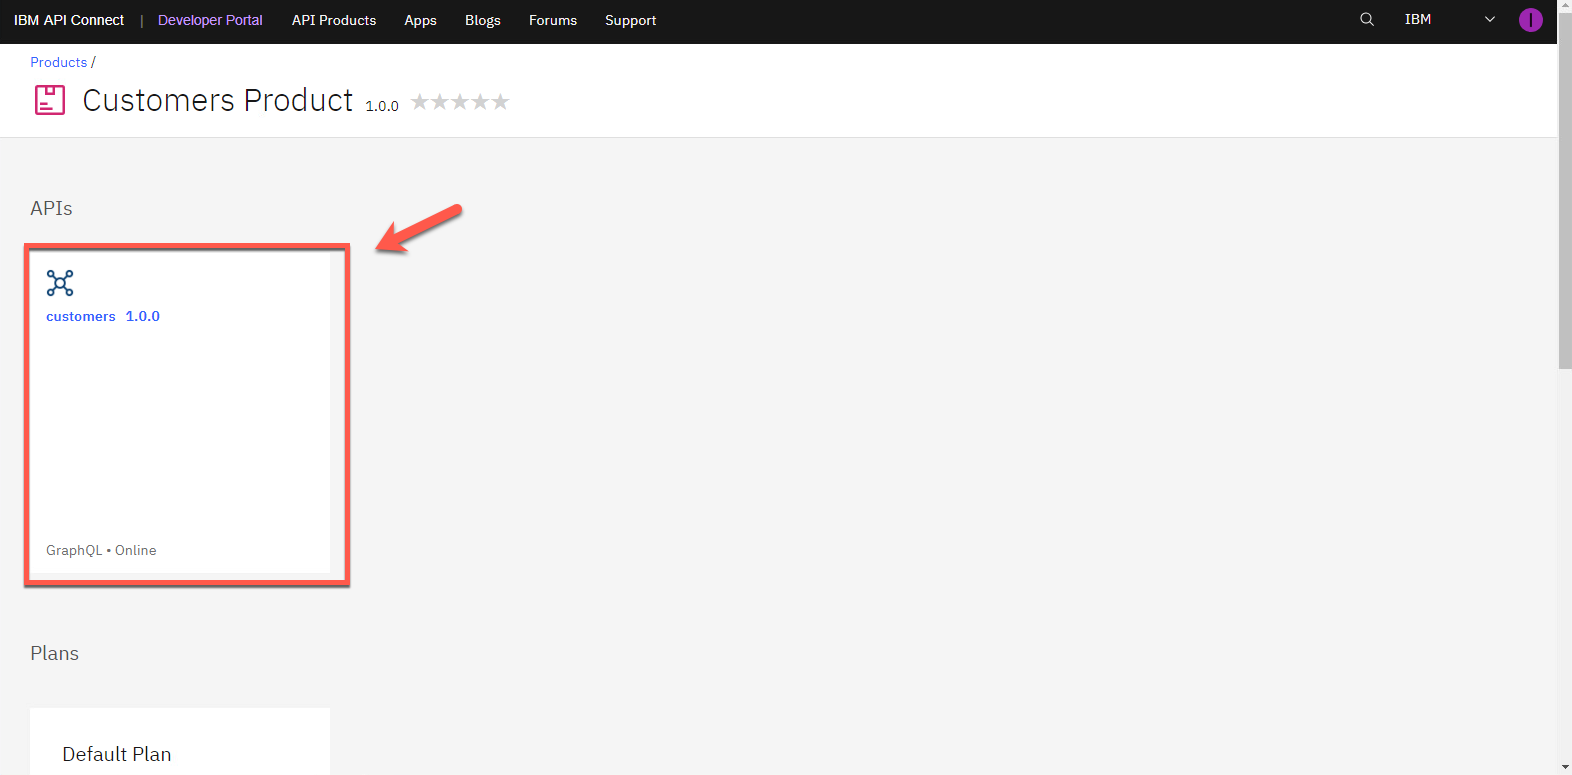 IBM API Connect | Developer Portal API Products Apps Blogs Forums Support IBM I
Products /
Customers Product 1.0.0
APIs
customers 1.0.0
GraphQL • Online
Plans
Default Plan